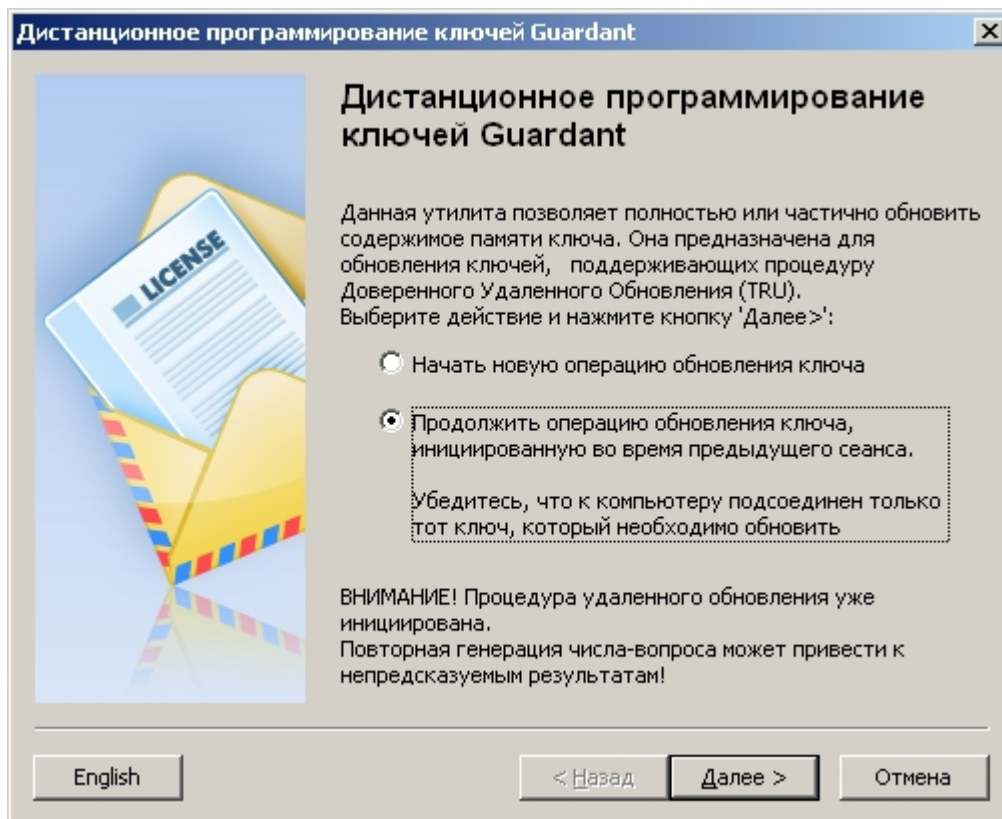 Дистанционное программирование ключей Guardant
LICENSE
Дистанционное программирование
ключей Guardant
Данная утилита позволяет полностью или частично обновить
содержимое памяти ключа. Она предназначена для
обновления ключей, поддерживающих процедуру
Доверенного Удаленного Обновления (TRU).
Выберите действие и нажмите кнопку 'Далее>':
Начать новую операцию обновления ключа
Продолжить операцию обновления ключа,
инициированную во время предыдущего сеанса.
Убедитесь, что к компьютеру подсоединен только
тот ключ, который необходимо обновить
ВНИМАНИЕ! Процедура удаленного обновления уже
инициирована.
Повторная генерация числа-вопроса может привести к
непредсказуемым результатам!
English
< Назад
Далее >
Отмена